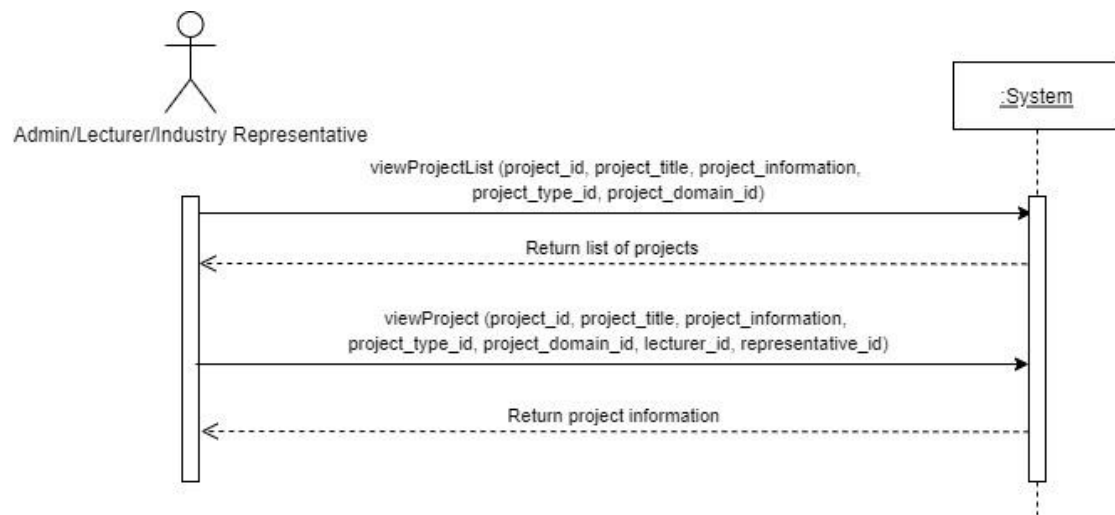 :System
Admin/Lecturer/Industry Representative
viewProjectList (project_id, project_title, project_information,
project_type_id, project_domain_id)
Return list of projects
viewProject (project_id, project_title, project_information,
project_type_id, project_domain_id, lecturer_id, representative_id)
Return project information